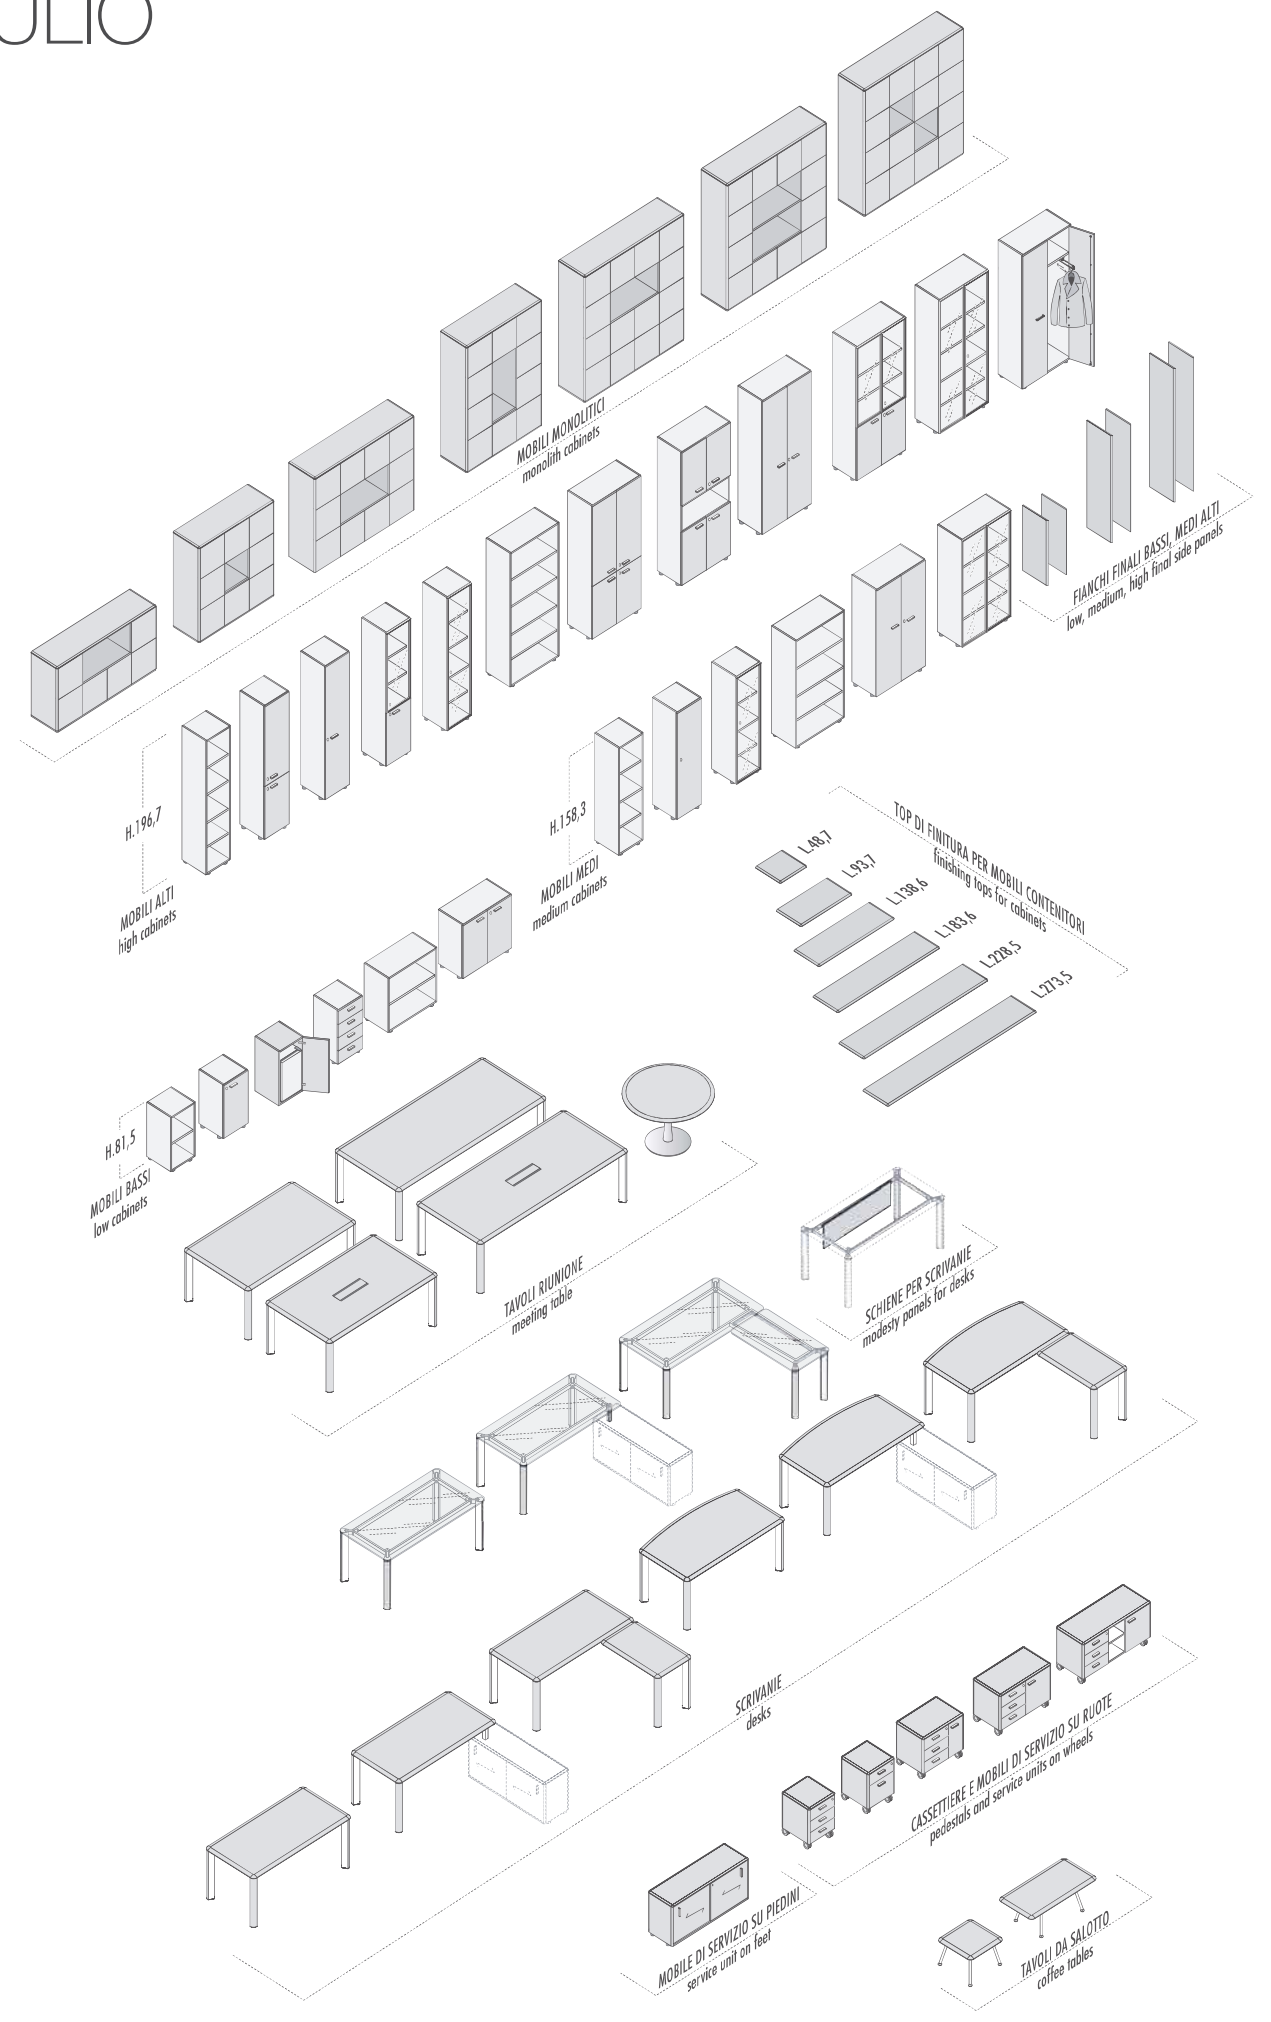 ULIO
MOBILI MONOLITICI
monolith cabinets
FIANCHI FINALI BASSI, MEDI ALTI
low, medium, high final side panels
H.196,7
MOBILI ALTI
high cabinets
H.158,3
MOBILI MEDI
medium cabinets
TOP DI FINITURA PER MOBILI CONTENITORI
finishing tops for cabinets
L.48,7
L.93,7
L.138,6
L.183,6
L.228,5
L.273,5
H.81,5
MOBILI BASSI
low cabinets
TAVOLI RIUNIONE
meeting table
SCHIENE PER SCRIVANIE
modesty panels for desks
SCRIVANIE
desks
CASSETTIERE E MOBILI DI SERVIZIO SU RUOTE
pedestals and service units on wheels
MOBILE DI SERVIZIO SU PIEDINI
service unit on feet
TAVOLI DA SALOTTO
coffee tables